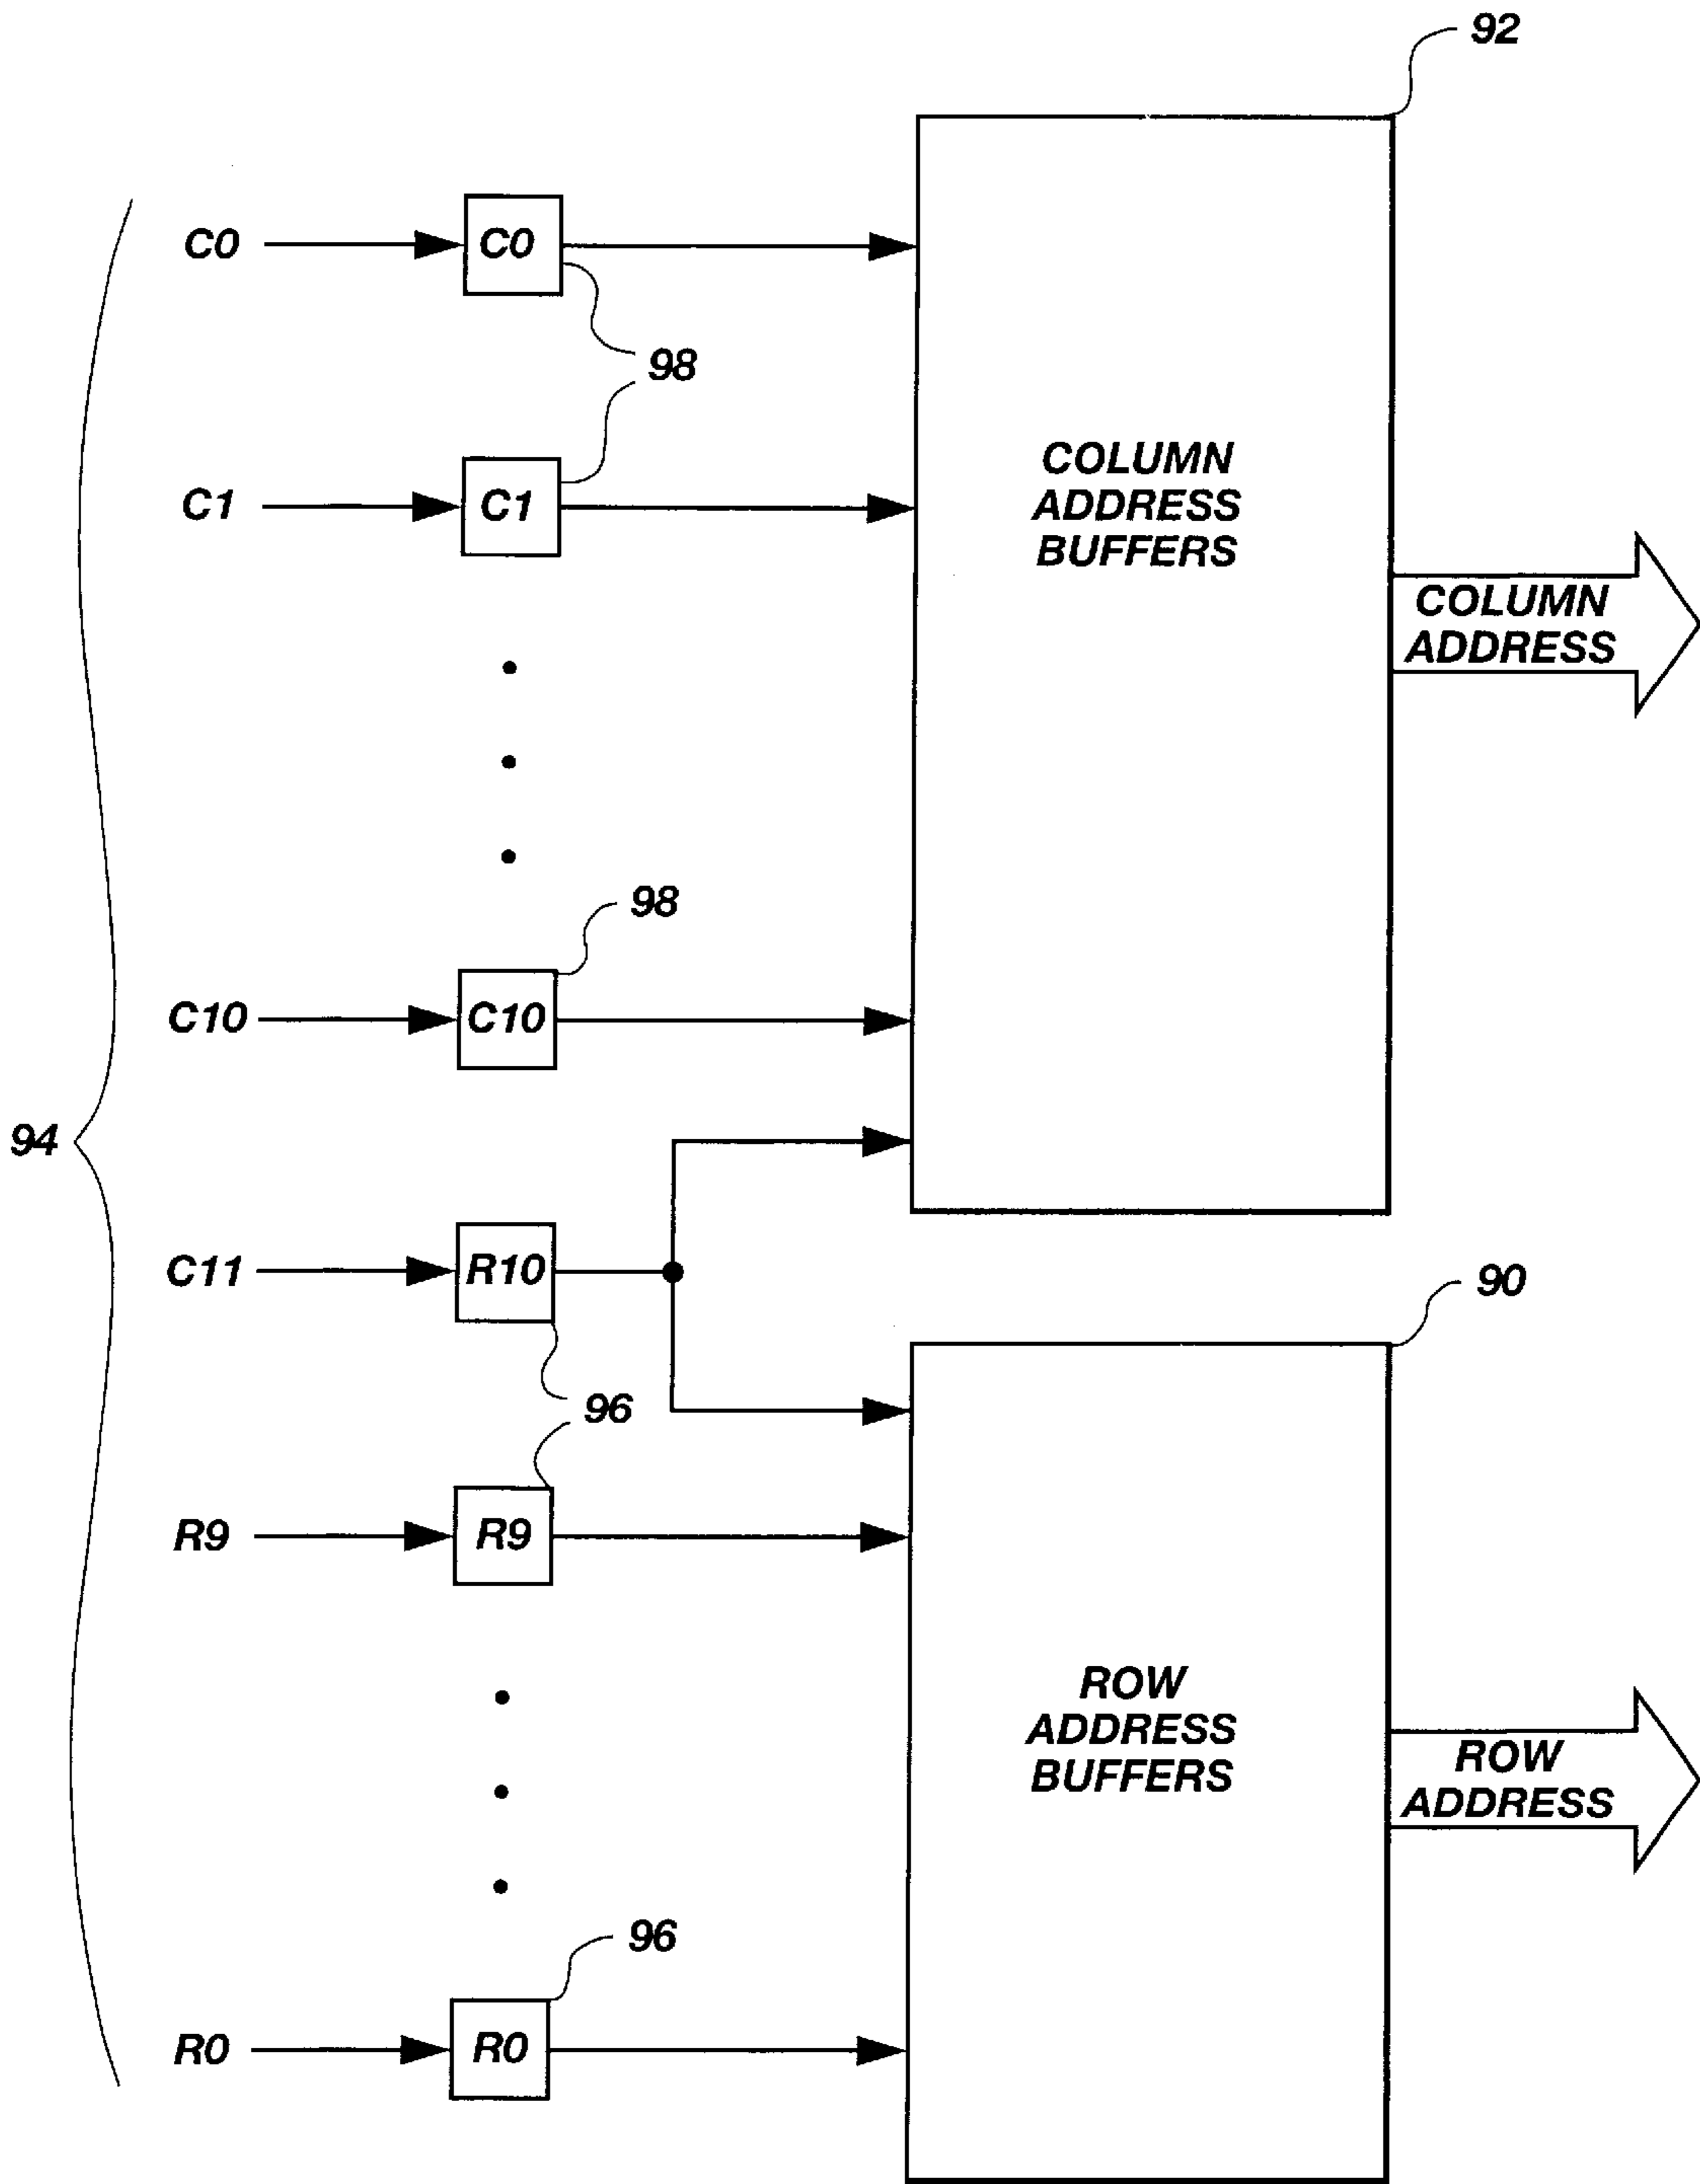 92
C0
C0
98
C1
C1
COLUMN
ADDRESS
BUFFERS
COLUMN
ADDRESS
98
C10
C10
94
C11
R10
90
96
R9
R9
ROW
ADDRESS
BUFFERS
ROW
ADDRESS
96
R0
R0